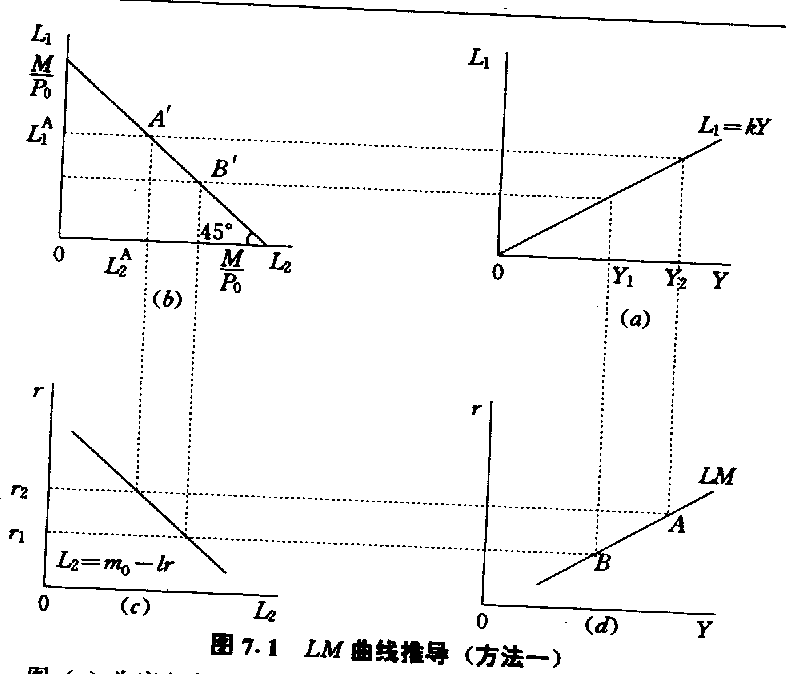 L₁
M/P₀
L₁ᴬ
A′
B′
45°
0
L₂ᴬ
M/P₀
L₂
(b)
L₁
L₁=kY
0
Y₁
Y₂
Y
(a)
r
r₂
r₁
L₂=m₀-lr
0
(c)
L₂
r
LM
A
B
0
(d)
Y
图 7.1 LM 曲线推导 (方法一)